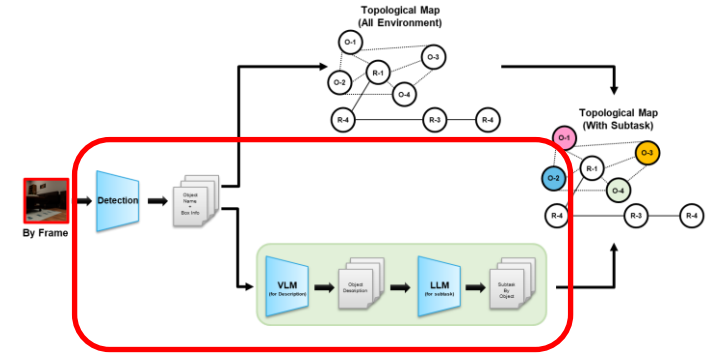 Topological Map
(All Environment)
O-1
O-3
R-1
O-2
O-4
R-4
R-3
R-4
Topological Map
(With Subtask)
O-1
O-3
R-1
O-2
O-4
R-4
R-3
R-4
By Frame
Detection
Object
Name
+
Box Info
VLM
(for Description)
Object
Description
LLM
(for subtask)
Subtask
By
Object